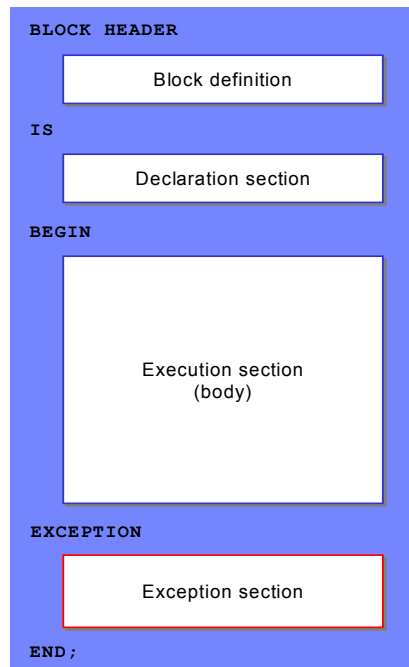 BLOCK HEADER
Block definition
IS
Declaration section
BEGIN
Execution section
(body)
EXCEPTION
Exception section
END;